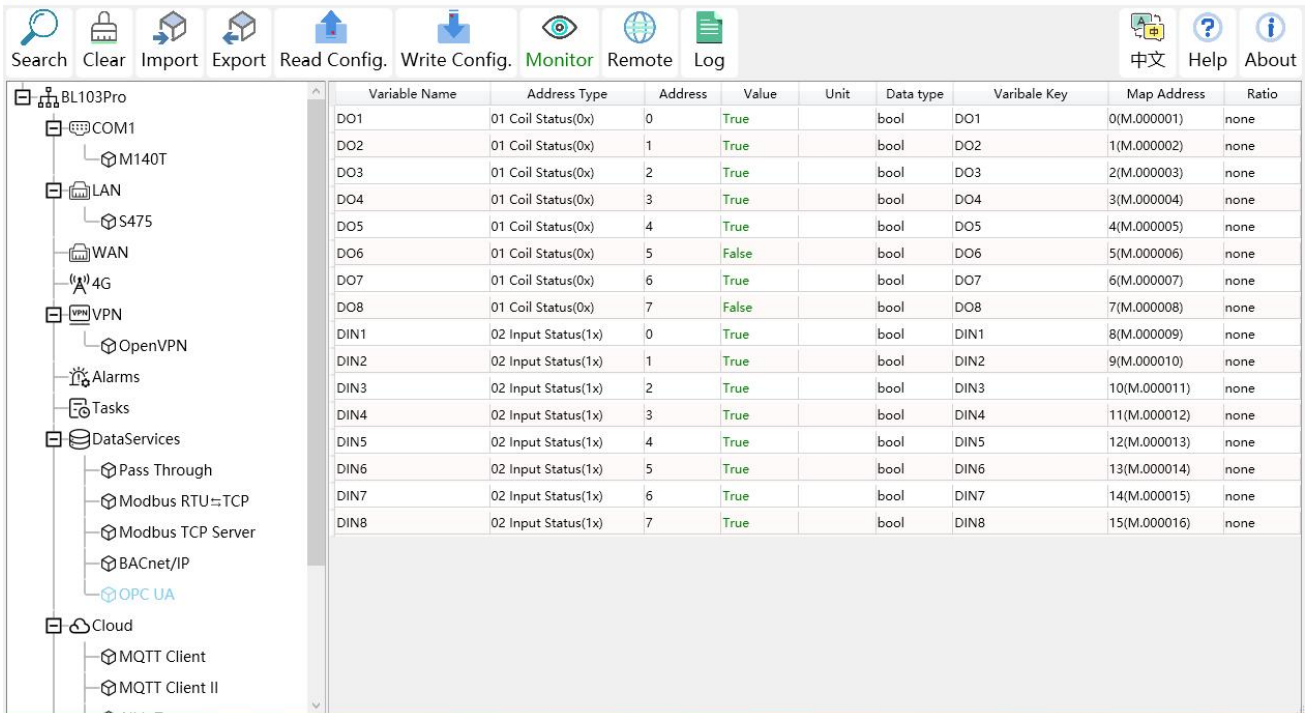 Search Clear Import Export Read Config. Write Config. Monitor Remote Log 中文 Help About
BL103Pro
COM1
M140T
LAN
S475
WAN
4G
VPN VPN
OpenVPN
Alarms
Tasks
DataServices
Pass Through
Modbus RTU⇆TCP
Modbus TCP Server
BACnet/IP
OPC UA
Cloud
MQTT Client
MQTT Client II
Variable Name Address Type Address Value Unit Data type Varibale Key Map Address Ratio
DO1 01 Coil Status(0x) 0 True bool DO1 0(M.000001) none
DO2 01 Coil Status(0x) 1 True bool DO2 1(M.000002) none
DO3 01 Coil Status(0x) 2 True bool DO3 2(M.000003) none
DO4 01 Coil Status(0x) 3 True bool DO4 3(M.000004) none
DO5 01 Coil Status(0x) 4 True bool DO5 4(M.000005) none
DO6 01 Coil Status(0x) 5 False bool DO6 5(M.000006) none
DO7 01 Coil Status(0x) 6 True bool DO7 6(M.000007) none
DO8 01 Coil Status(0x) 7 False bool DO8 7(M.000008) none
DIN1 02 Input Status(1x) 0 True bool DIN1 8(M.000009) none
DIN2 02 Input Status(1x) 1 True bool DIN2 9(M.000010) none
DIN3 02 Input Status(1x) 2 True bool DIN3 10(M.000011) none
DIN4 02 Input Status(1x) 3 True bool DIN4 11(M.000012) none
DIN5 02 Input Status(1x) 4 True bool DIN5 12(M.000013) none
DIN6 02 Input Status(1x) 5 True bool DIN6 13(M.000014) none
DIN7 02 Input Status(1x) 6 True bool DIN7 14(M.000015) none
DIN8 02 Input Status(1x) 7 True bool DIN8 15(M.000016) none